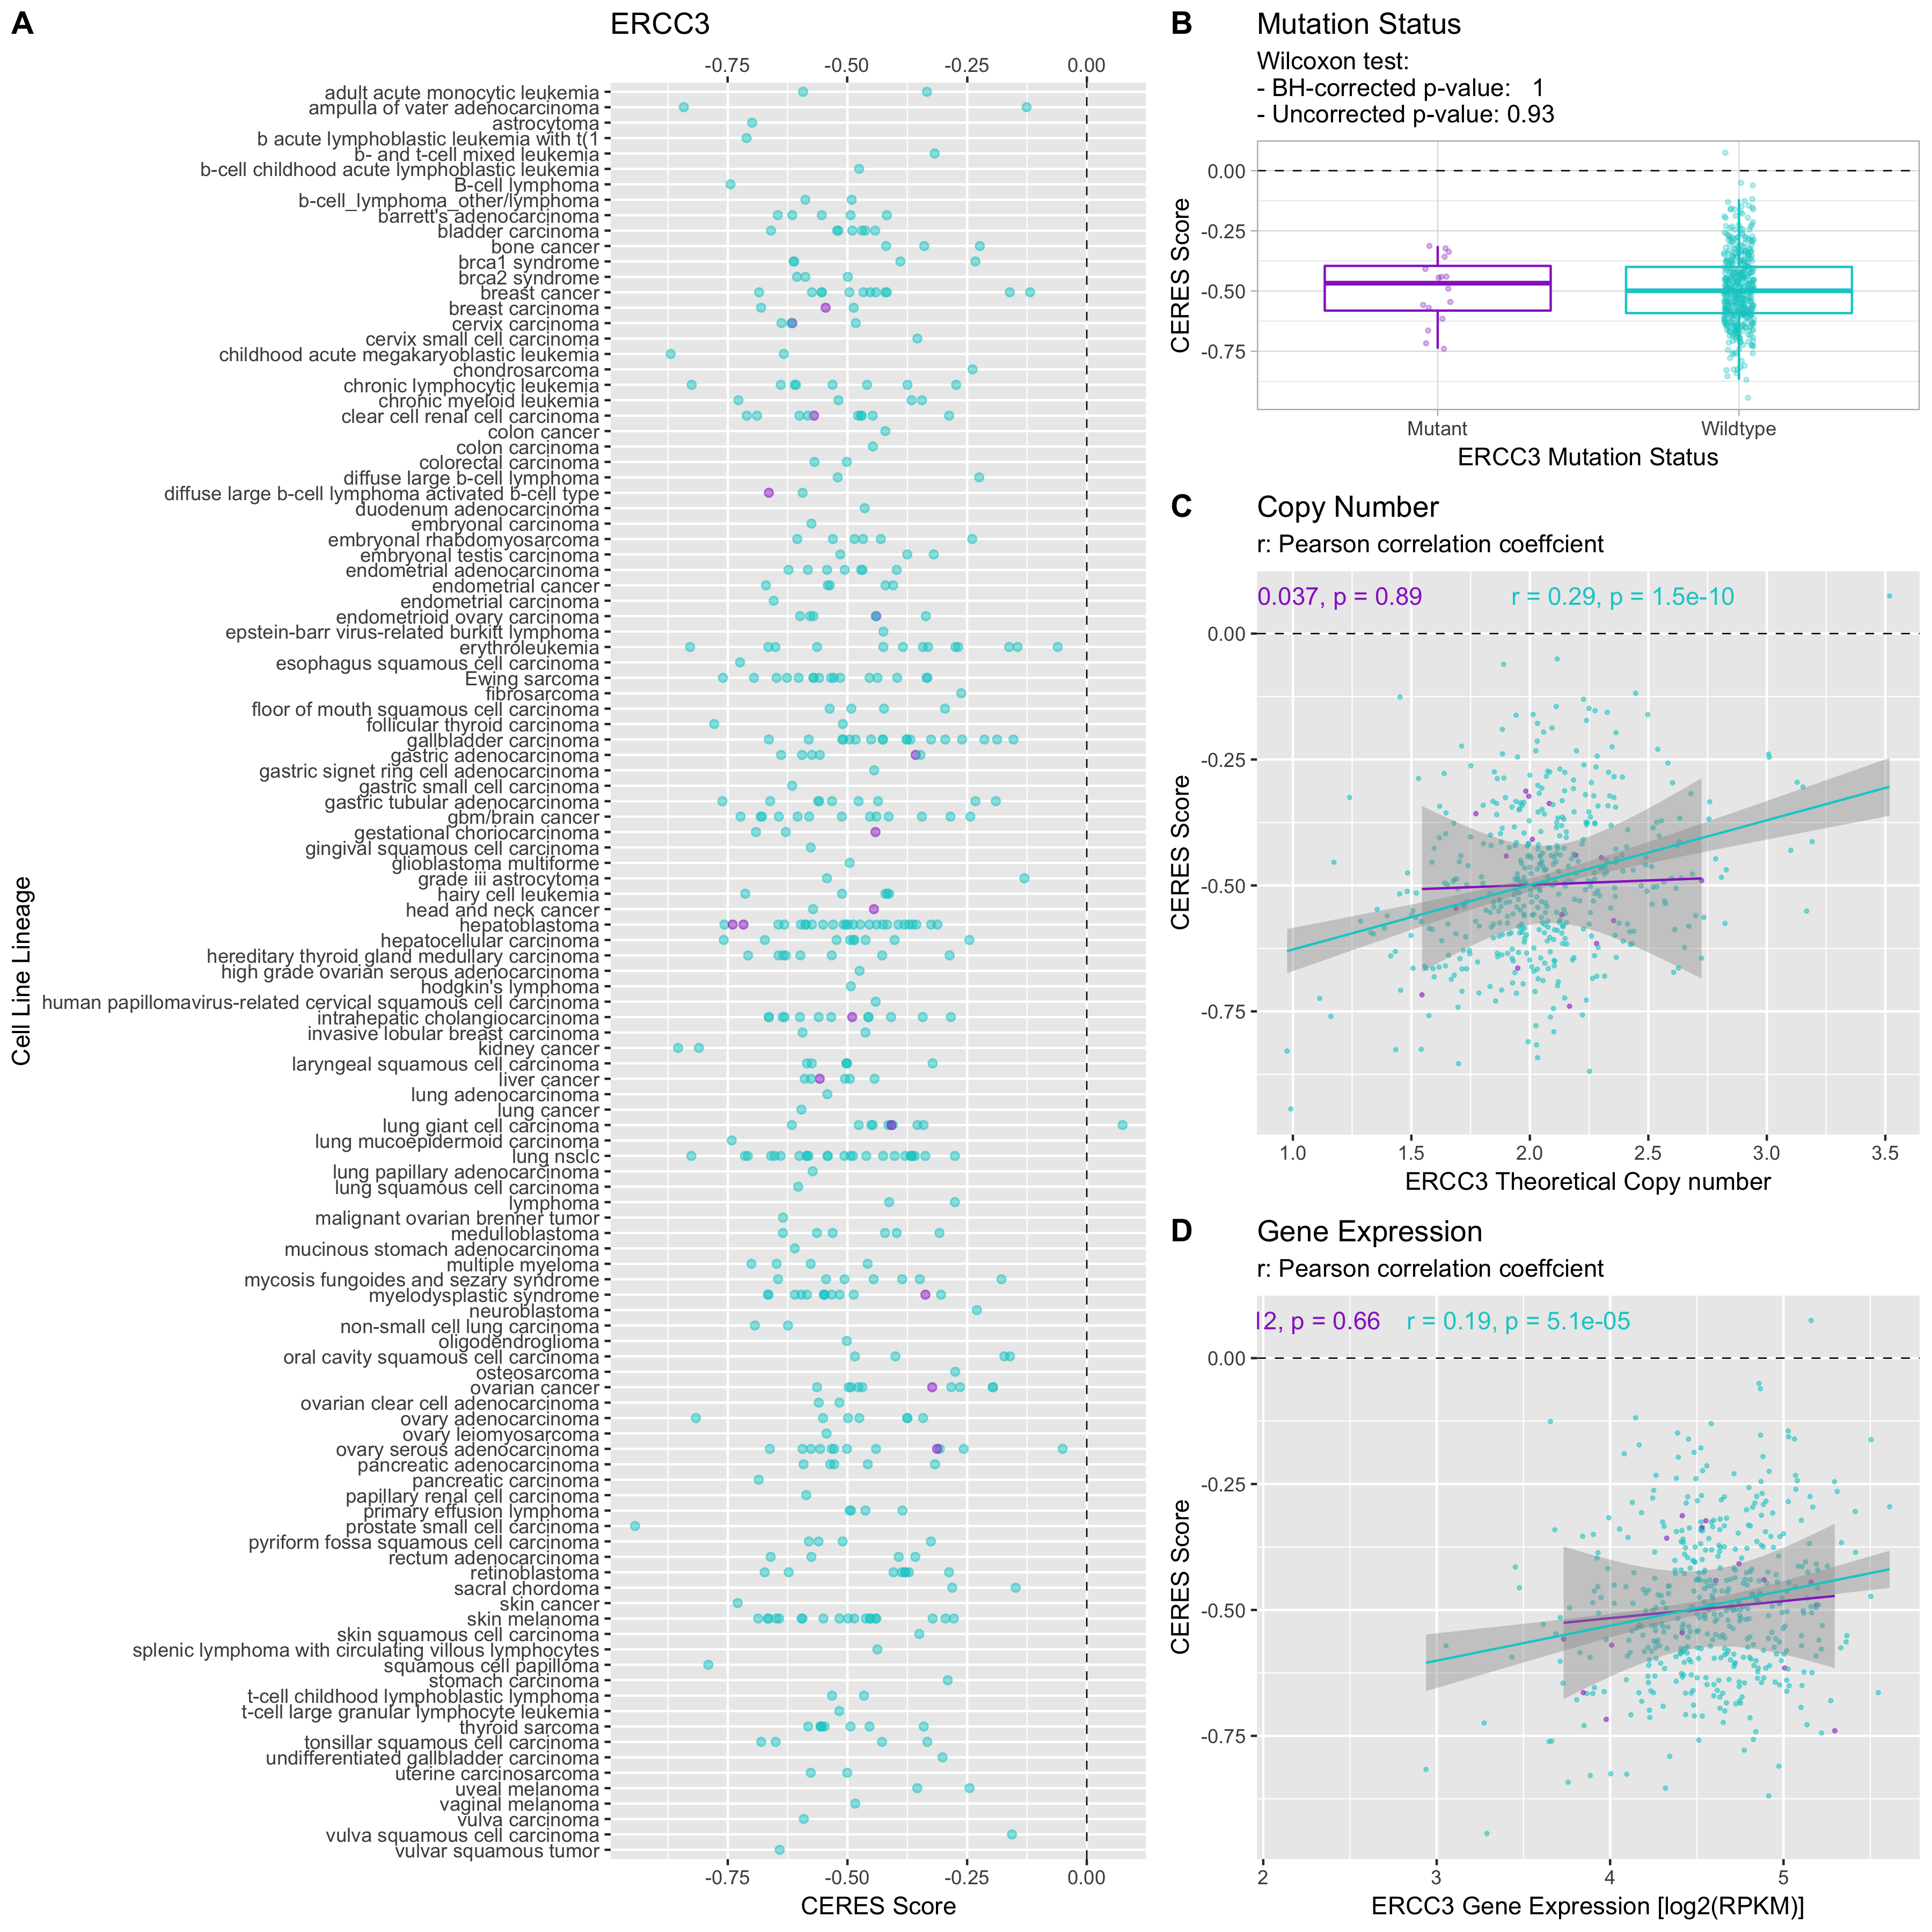 A
ERCC3
-0.75 -0.50 -0.25 0.00
Cell Line Lineage
adult acute monocytic leukemia
ampulla of vater adenocarcinoma
astrocytoma
b acute lymphoblastic leukemia with t(1
b- and t-cell mixed leukemia
b-cell childhood acute lymphoblastic leukemia
B-cell lymphoma
b-cell_lymphoma_other/lymphoma
barrett's adenocarcinoma
bladder carcinoma
bone cancer
brca1 syndrome
brca2 syndrome
breast cancer
breast carcinoma
cervix carcinoma
cervix small cell carcinoma
childhood acute megakaryoblastic leukemia
chondrosarcoma
chronic lymphocytic leukemia
chronic myeloid leukemia
clear cell renal cell carcinoma
colon cancer
colon carcinoma
colorectal carcinoma
diffuse large b-cell lymphoma
diffuse large b-cell lymphoma activated b-cell type
duodenum adenocarcinoma
embryonal carcinoma
embryonal rhabdomyosarcoma
embryonal testis carcinoma
endometrial adenocarcinoma
endometrial cancer
endometrial carcinoma
endometrioid ovary carcinoma
epstein-barr virus-related burkitt lymphoma
erythroleukemia
esophagus squamous cell carcinoma
Ewing sarcoma
fibrosarcoma
floor of mouth squamous cell carcinoma
follicular thyroid carcinoma
gallbladder carcinoma
gastric adenocarcinoma
gastric signet ring cell adenocarcinoma
gastric small cell carcinoma
gastric tubular adenocarcinoma
gbm/brain cancer
gestational choriocarcinoma
gingival squamous cell carcinoma
glioblastoma multiforme
grade iii astrocytoma
hairy cell leukemia
head and neck cancer
hepatoblastoma
hepatocellular carcinoma
hereditary thyroid gland medullary carcinoma
high grade ovarian serous adenocarcinoma
hodgkin's lymphoma
human papillomavirus-related cervical squamous cell carcinoma
intrahepatic cholangiocarcinoma
invasive lobular breast carcinoma
kidney cancer
laryngeal squamous cell carcinoma
liver cancer
lung adenocarcinoma
lung cancer
lung giant cell carcinoma
lung mucoepidermoid carcinoma
lung nsclc
lung papillary adenocarcinoma
lung squamous cell carcinoma
lymphoma
malignant ovarian brenner tumor
medulloblastoma
mucinous stomach adenocarcinoma
multiple myeloma
mycosis fungoides and sezary syndrome
myelodysplastic syndrome
neuroblastoma
non-small cell lung carcinoma
oligodendroglioma
oral cavity squamous cell carcinoma
osteosarcoma
ovarian cancer
ovarian clear cell adenocarcinoma
ovary adenocarcinoma
ovary leiomyosarcoma
ovary serous adenocarcinoma
pancreatic adenocarcinoma
pancreatic carcinoma
papillary renal cell carcinoma
primary effusion lymphoma
prostate small cell carcinoma
pyriform fossa squamous cell carcinoma
rectum adenocarcinoma
retinoblastoma
sacral chordoma
skin cancer
skin melanoma
skin squamous cell carcinoma
splenic lymphoma with circulating villous lymphocytes
squamous cell papilloma
stomach carcinoma
t-cell childhood lymphoblastic lymphoma
t-cell large granular lymphocyte leukemia
thyroid sarcoma
tonsillar squamous cell carcinoma
undifferentiated gallbladder carcinoma
uterine carcinosarcoma
uveal melanoma
vaginal melanoma
vulva carcinoma
vulva squamous cell carcinoma
vulvar squamous tumor
-0.75 -0.50 -0.25 0.00
CERES Score
B
Mutation Status
Wilcoxon test:
- BH-corrected p-value: 1
- Uncorrected p-value: 0.93
CERES Score
0.00
-0.25
-0.50
-0.75
Mutant Wildtype
ERCC3 Mutation Status
C
Copy Number
r: Pearson correlation coeffcient
0.037, p = 0.89 r = 0.29, p = 1.5e-10
CERES Score
0.00
-0.25
-0.50
-0.75
1.0 1.5 2.0 2.5 3.0 3.5
ERCC3 Theoretical Copy number
D
Gene Expression
r: Pearson correlation coeffcient
12, p = 0.66 r = 0.19, p = 5.1e-05
CERES Score
0.00
-0.25
-0.50
-0.75
2 3 4 5
ERCC3 Gene Expression [log2(RPKM)]